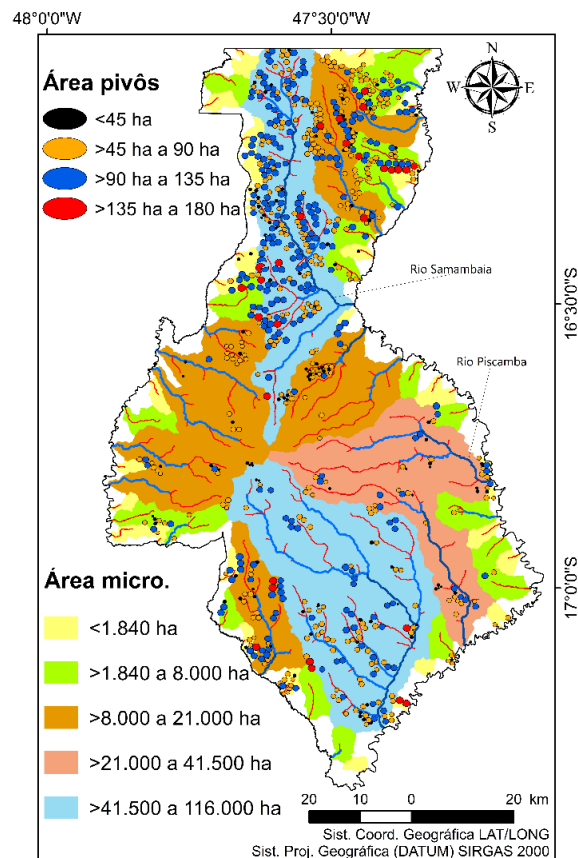 48°0'0"W
47°30'0"W
Área pivôs
<45 ha
>45 ha a 90 ha
>90 ha a 135 ha
>135 ha a 180 ha
N
W
E
S
Rio Samambaia
16°30'0"S
Rio Piscamba
17°0'0"S
Área micro.
<1.840 ha
>1.840 a 8.000 ha
>8.000 a 21.000 ha
>21.000 a 41.500 ha
>41.500 a 116.000 ha
20 10 0 20 km
Sist. Coord. Geográfica LAT/LONG
Sist. Proj. Geográfica (DATUM) SIRGAS 2000